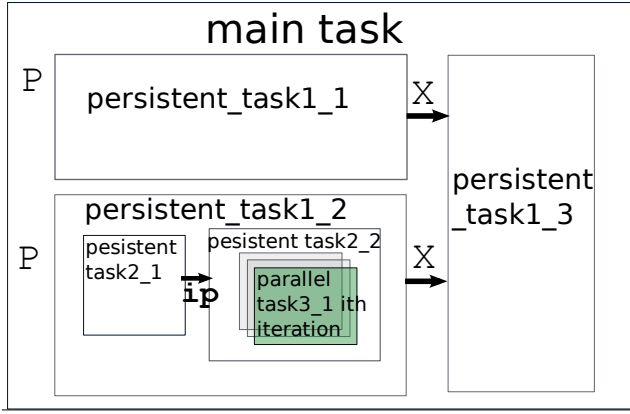 main task
P
persistent_task1_1
X
persistent
_task1_3
P
persistent_task1_2
pesistent
task2_1
ip
pesistent task2_2
parallel
task3_1 ith
iteration
X